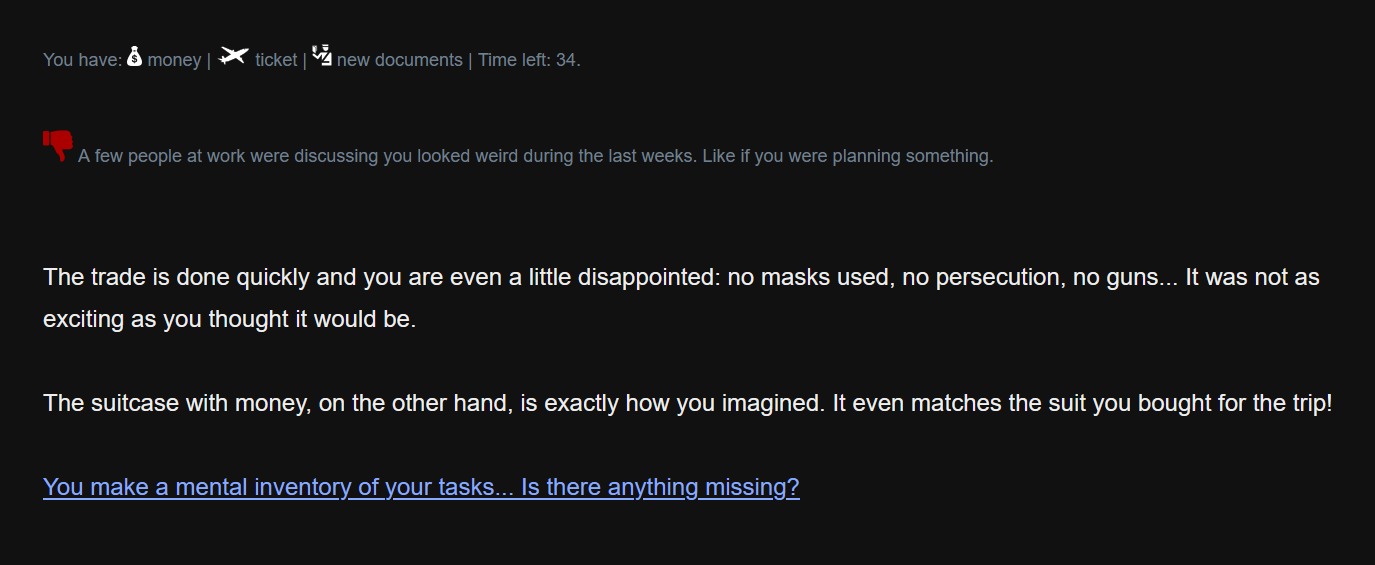 You have: money | ticket | new documents | Time left: 34.
A few people at work were discussing you looked weird during the last weeks. Like if you were planning something.
The trade is done quickly and you are even a little disappointed: no masks used, no persecution, no guns... It was not as
exciting as you thought it would be.
The suitcase with money, on the other hand, is exactly how you imagined. It even matches the suit you bought for the trip!
You make a mental inventory of your tasks... Is there anything missing?